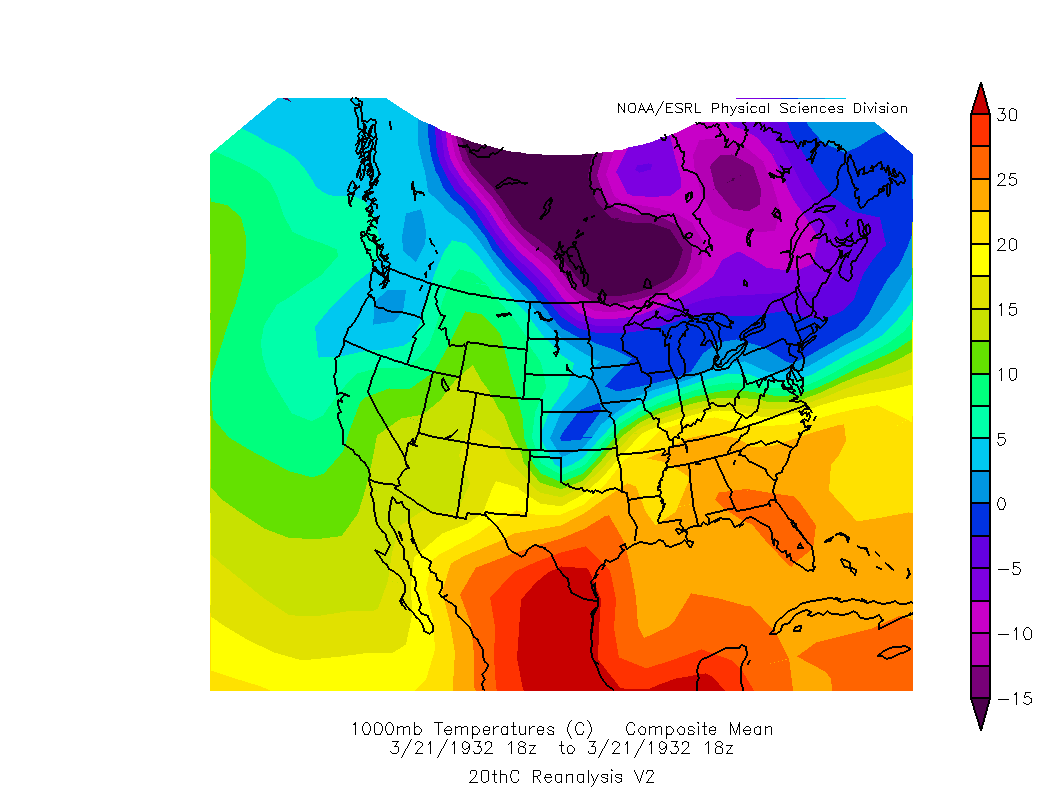 NOAA/ESRL Physical Sciences Division
30
25
20
15
10
5
0
−5
−10
−15
1000mb Temperatures (C)   Composite Mean
3/21/1932 18z  to 3/21/1932 18z
20thC Reanalysis V2